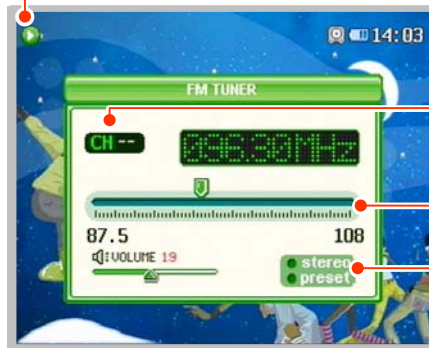 14:03
FM TUNER
CH -- 096.30MHz
87.5 108
:VOLUME 19
stereo
preset